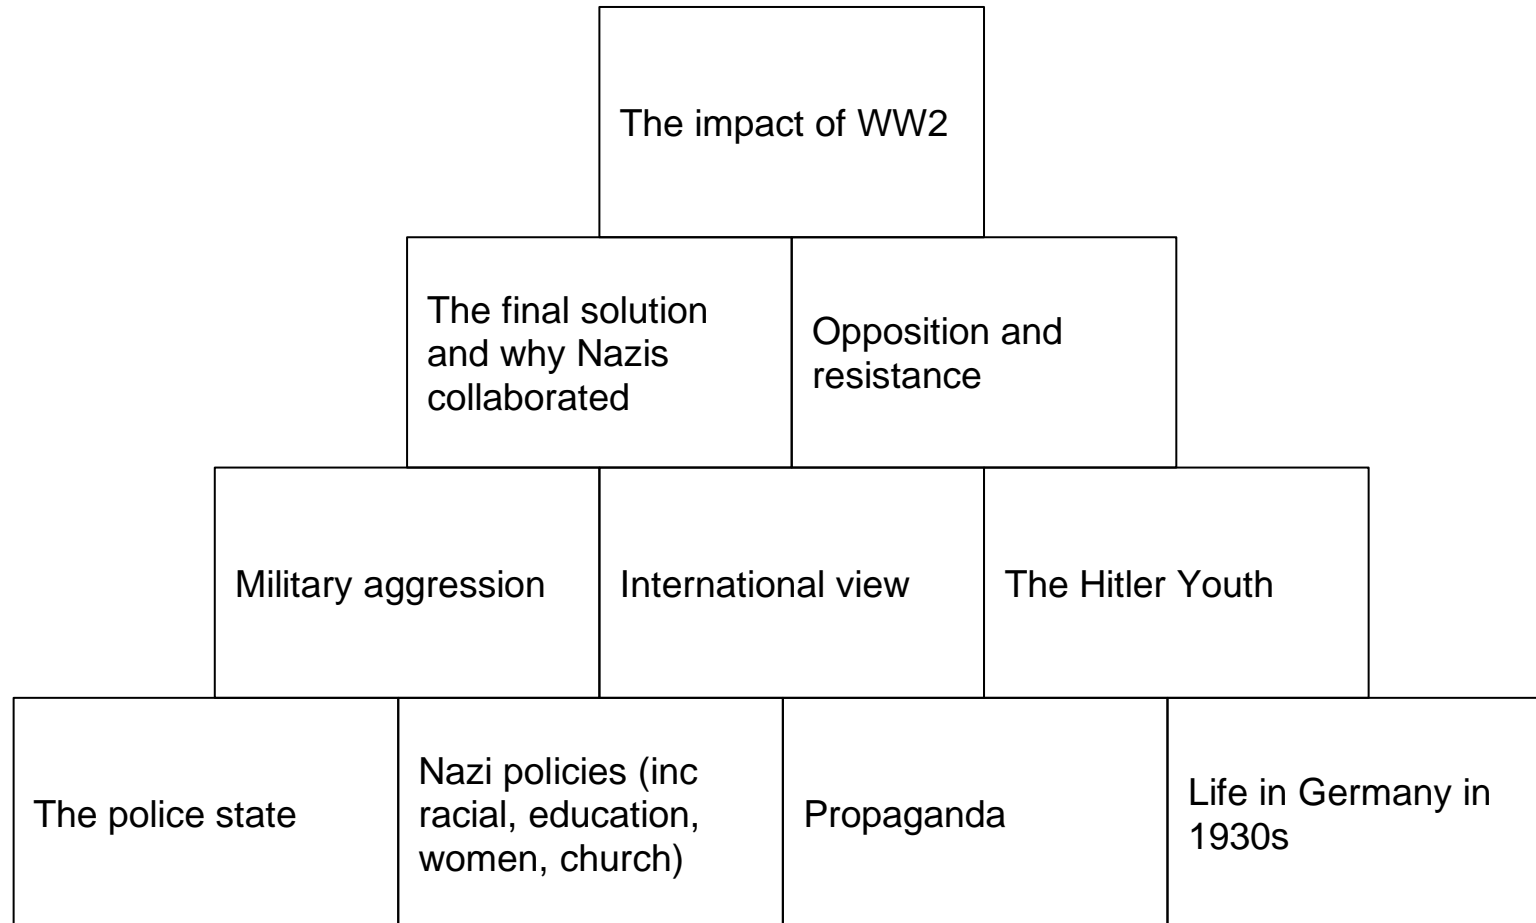 The impact of WW2
The final solution
and why Nazis
collaborated
Opposition and
resistance
Military aggression
International view
The Hitler Youth
The police state
Nazi policies (inc
racial, education,
women, church)
Propaganda
Life in Germany in
1930s